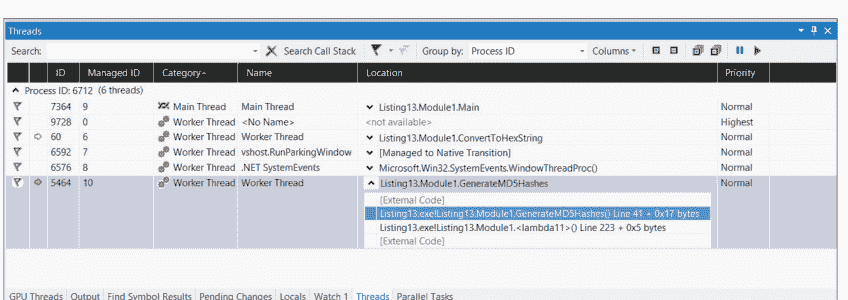 Threads
Search: Search Call Stack Group by: Process ID Columns
ID Managed ID Category Name Location Priority
Process ID: 6712 (6 threads)
7364 9 Main Thread Main Thread Listing13.Module1.Main Normal
9728 0 Worker Thread <No Name> <not available> Highest
60 6 Worker Thread Worker Thread Listing13.Module1.ConvertToHexString Normal
6592 7 Worker Thread vshost.RunParkingWindow [Managed to Native Transition] Normal
6576 8 Worker Thread .NET SystemEvents Microsoft.Win32.SystemEvents.WindowThreadProc() Normal
5464 10 Worker Thread Worker Thread Listing13.Module1.GenerateMD5Hashes Normal
[External Code]
Listing13.exe!Listing13.Module1.GenerateMD5Hashes() Line 41 + 0x17 bytes
Listing13.exe!Listing13.Module1.<lambda11>() Line 223 + 0x5 bytes
[External Code]
GPU Threads Output Find Symbol Results Pending Changes Locals Watch 1 Threads Parallel Tasks